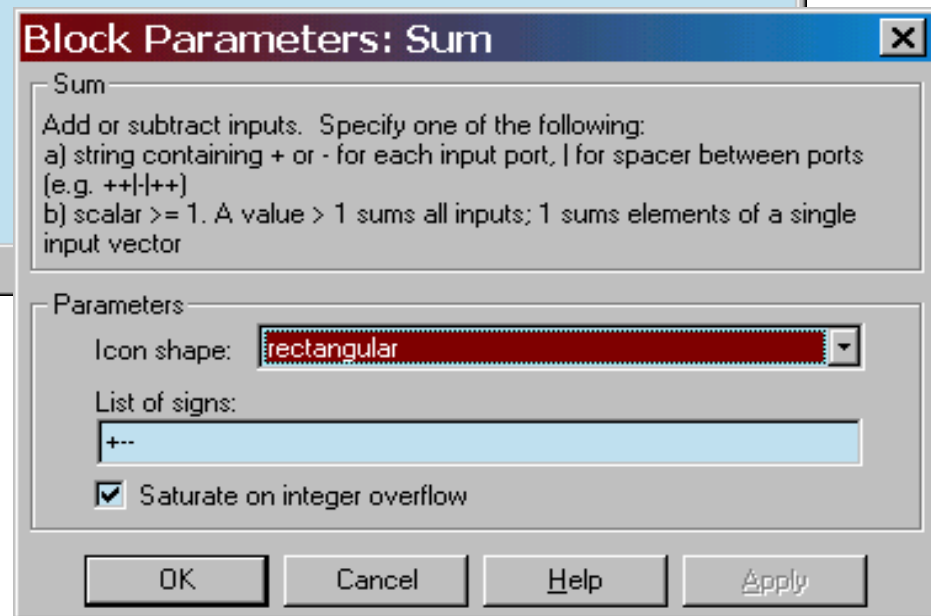 Block Parameters: Sum
Sum
Add or subtract inputs.  Specify one of the following:
a) string containing + or - for each input port, | for spacer between ports
(e.g. ++|-|++)
b) scalar >= 1. A value > 1 sums all inputs; 1 sums elements of a single
input vector
Parameters
Icon shape: rectangular
List of signs:
+--
Saturate on integer overflow
OK Cancel Help Apply